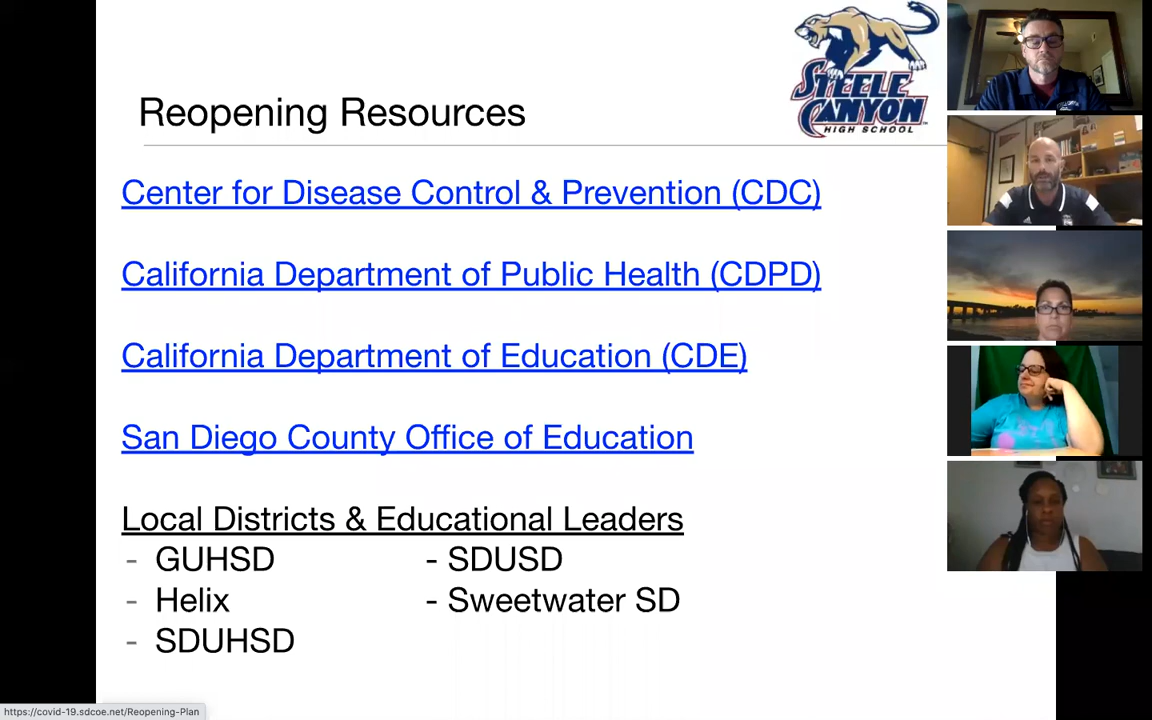 STEELE
CANYON
HIGH SCHOOL
Reopening Resources
Center for Disease Control & Prevention (CDC)
California Department of Public Health (CDPD)
California Department of Education (CDE)
San Diego County Office of Education
Local Districts & Educational Leaders
- GUHSD - SDUSD
- Helix - Sweetwater SD
- SDUHSD
https://covid-19.sdcoe.net/Reopening-Plan